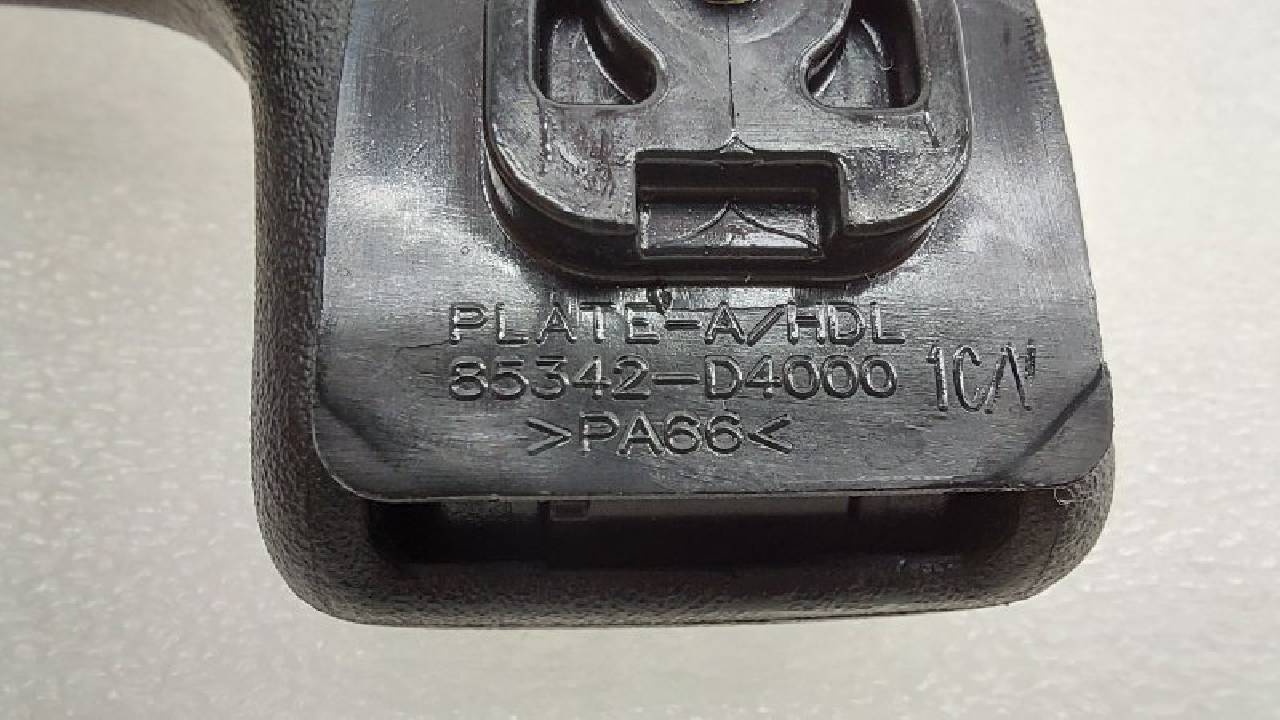 PLATE-A/HDL
85342-D4000
>PA66<